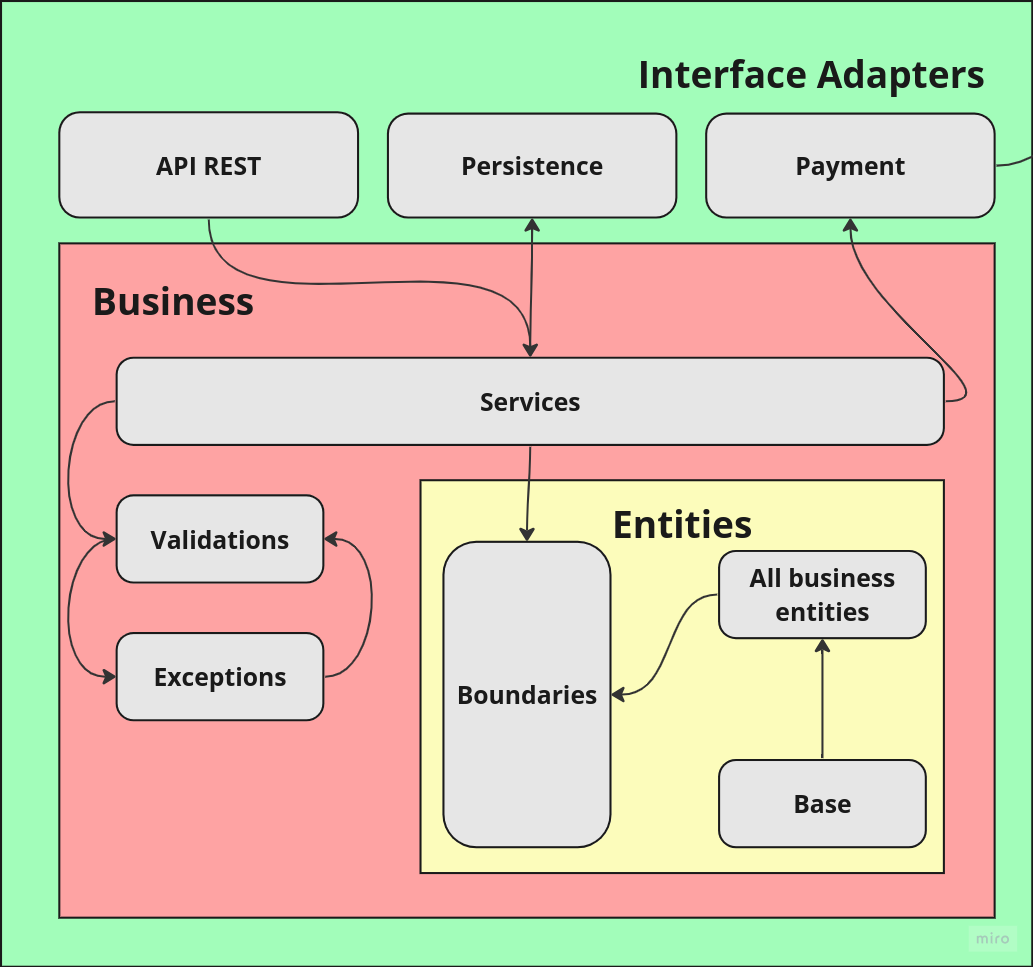 Interface Adapters
API REST
Persistence
Payment
Business
Services
Entities
Validations
All business
entities
Exceptions
Boundaries
Base
miro